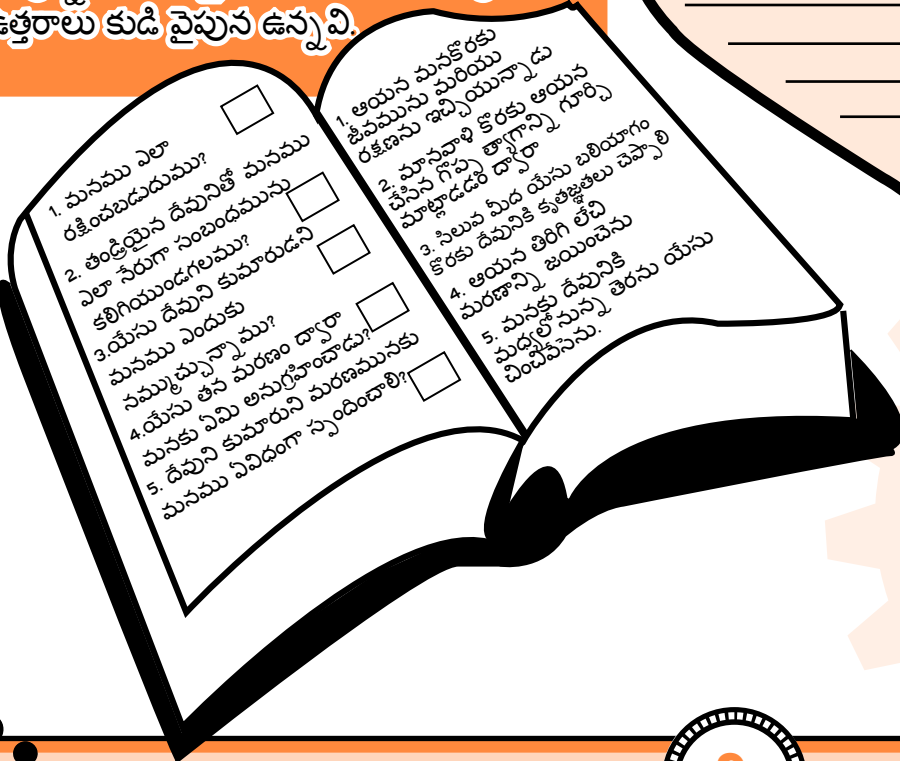 ఉత్తరాలు కుడి వైపున ఉన్నవి.
1. మనము ఎలా
రక్షించబడుదుము?
2. తండ్రియైన దేవునితో మనము
ఎలా నేరుగా సంబంధమును
కలిగియుండగలము?
3.యేసు దేవుని కుమారుడని
మనము ఎందుకు
నమ్ముచున్నాము?
4.యేసు తన మరణం ద్వారా
మనకు ఏమి అనుగ్రహించాడు?
5. దేవుని కుమారుని మరణమునకు
మనము ఏవిధంగా స్పందించాలి?
1. ఆయన మనకొరకు
జీవమును మరియు
రక్షణను ఇచ్చియున్నాడు
2. మానవాళి కొరకు ఆయన
చేసిన గొప్ప త్యాగాన్ని గూర్చి
మాట్లాడడం ద్వారా
3. సిలువ మీద యేసు బలియాగం
కొరకు దేవునికి కృతజ్ఞతలు చెప్పాలి
4. ఆయన తిరిగి లేచి
మరణాన్ని జయించెను
5. మనకు దేవునికి
మధ్యలోనున్న తెరను యేసు
చించివేసెను.